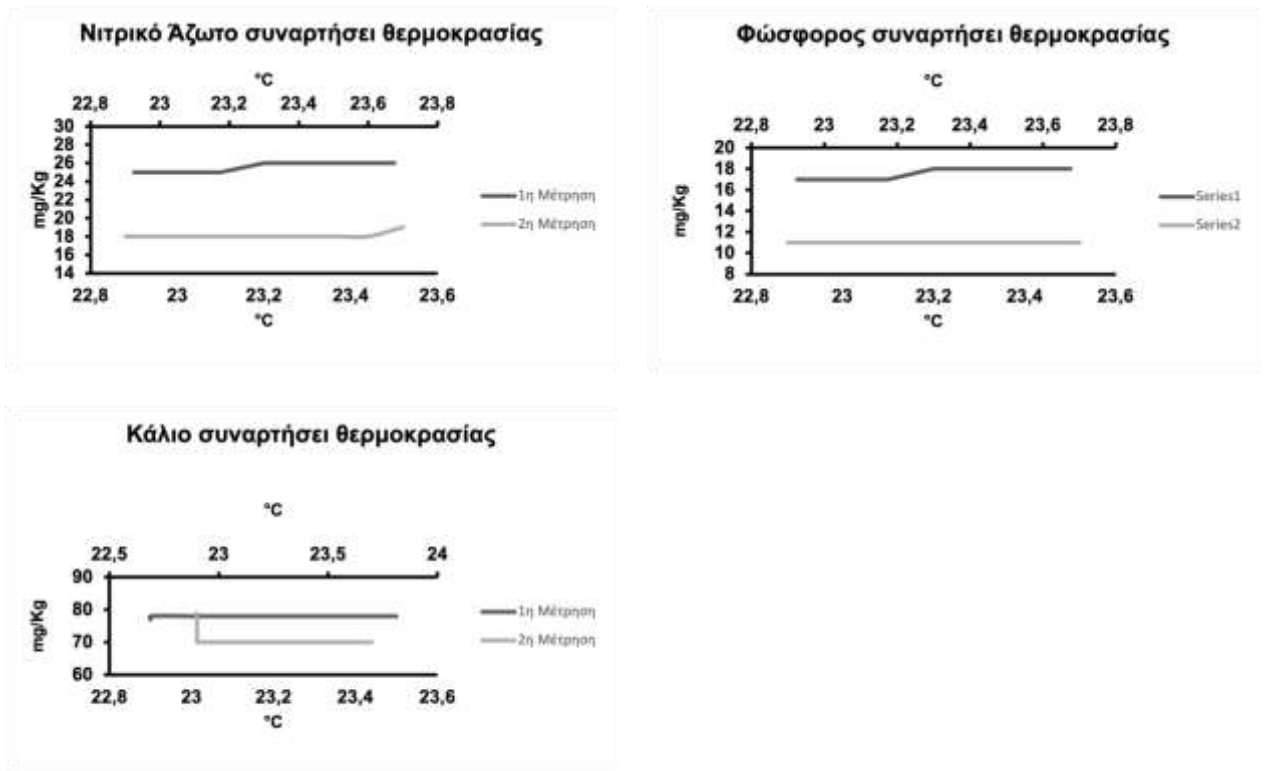 Νιτρικό Άζωτο συναρτήσει θερμοκρασίας
°C
22,8 23 23,2 23,4 23,6 23,8
30
28
26
24
22
20
18
16
14
mg/Kg
1η Μέτρηση
2η Μέτρηση
22,8 23 23,2 23,4 23,6
°C
Φώσφορος συναρτήσει θερμοκρασίας
°C
22,8 23 23,2 23,4 23,6 23,8
20
18
16
14
12
10
8
mg/Kg
Series1
Series2
22,8 23 23,2 23,4 23,6
°C
Κάλιο συναρτήσει θερμοκρασίας
°C
22,5 23 23,5 24
90
80
70
60
mg/Kg
1η Μέτρηση
2η Μέτρηση
22,8 23 23,2 23,4 23,6
°C